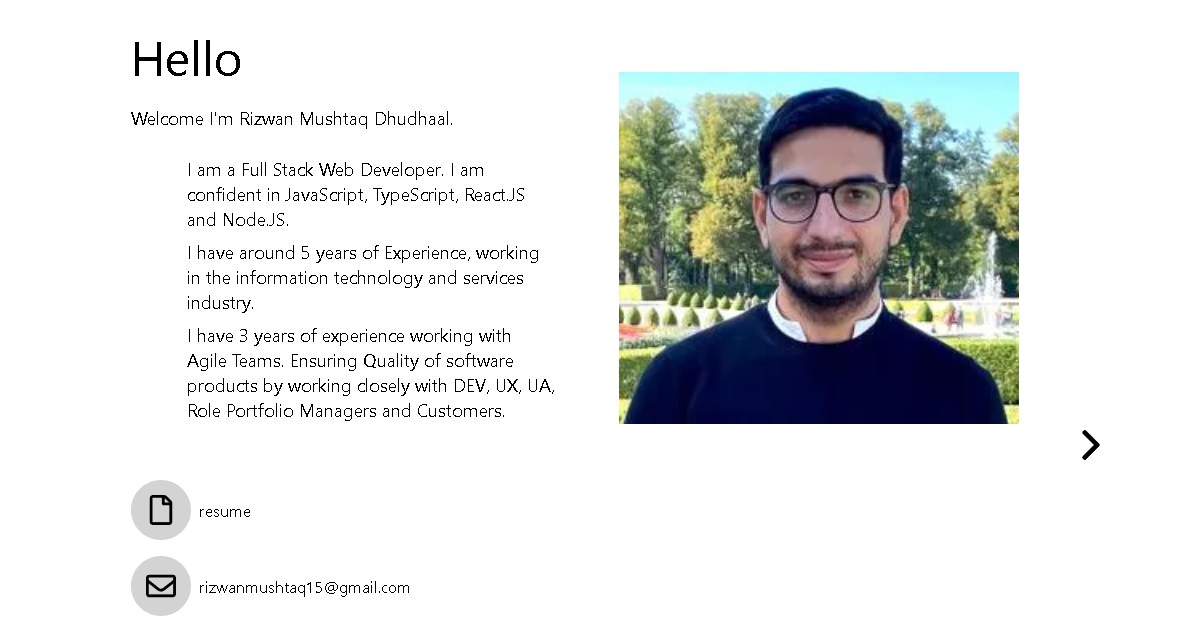 Hello
Welcome I'm Rizwan Mushtaq Dhudhaal.
I am a Full Stack Web Developer. I am
confident in JavaScript, TypeScript, React.JS
and Node.JS.
I have around 5 years of Experience, working
in the information technology and services
industry.
I have 3 years of experience working with
Agile Teams. Ensuring Quality of software
products by working closely with DEV, UX, UA,
Role Portfolio Managers and Customers.
resume
rizwanmushtaq15@gmail.com